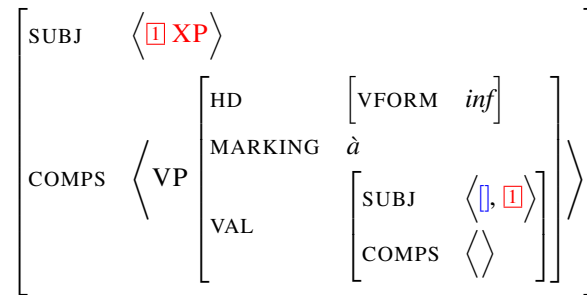 SUBJ ⟨[1] XP⟩
HD [VFORM inf]
MARKING à
COMPS ⟨VP
SUBJ ⟨[], [1]⟩
VAL
COMPS ⟨⟩
⟩